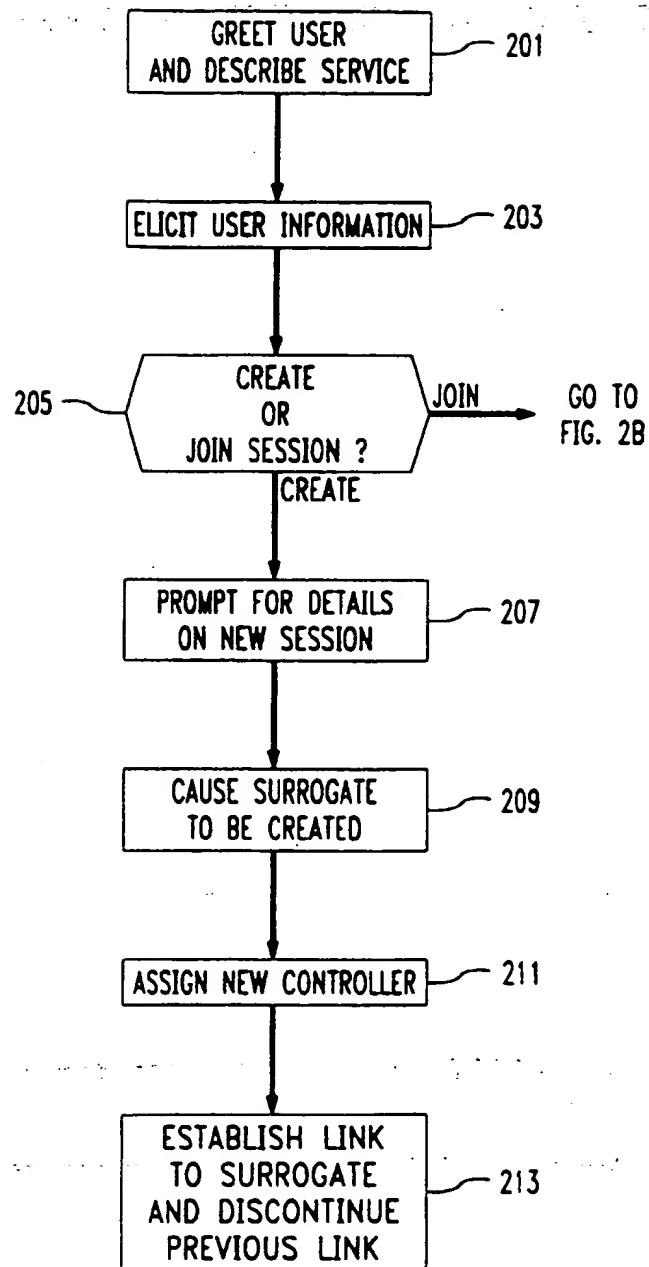 GREET USER
AND DESCRIBE SERVICE
201
ELICIT USER INFORMATION
203
205
CREATE
OR
JOIN SESSION ?
JOIN
GO TO
FIG. 2B
CREATE
PROMPT FOR DETAILS
ON NEW SESSION
207
CAUSE SURROGATE
TO BE CREATED
209
ASSIGN NEW CONTROLLER
211
ESTABLISH LINK
TO SURROGATE
AND DISCONTINUE
PREVIOUS LINK
213